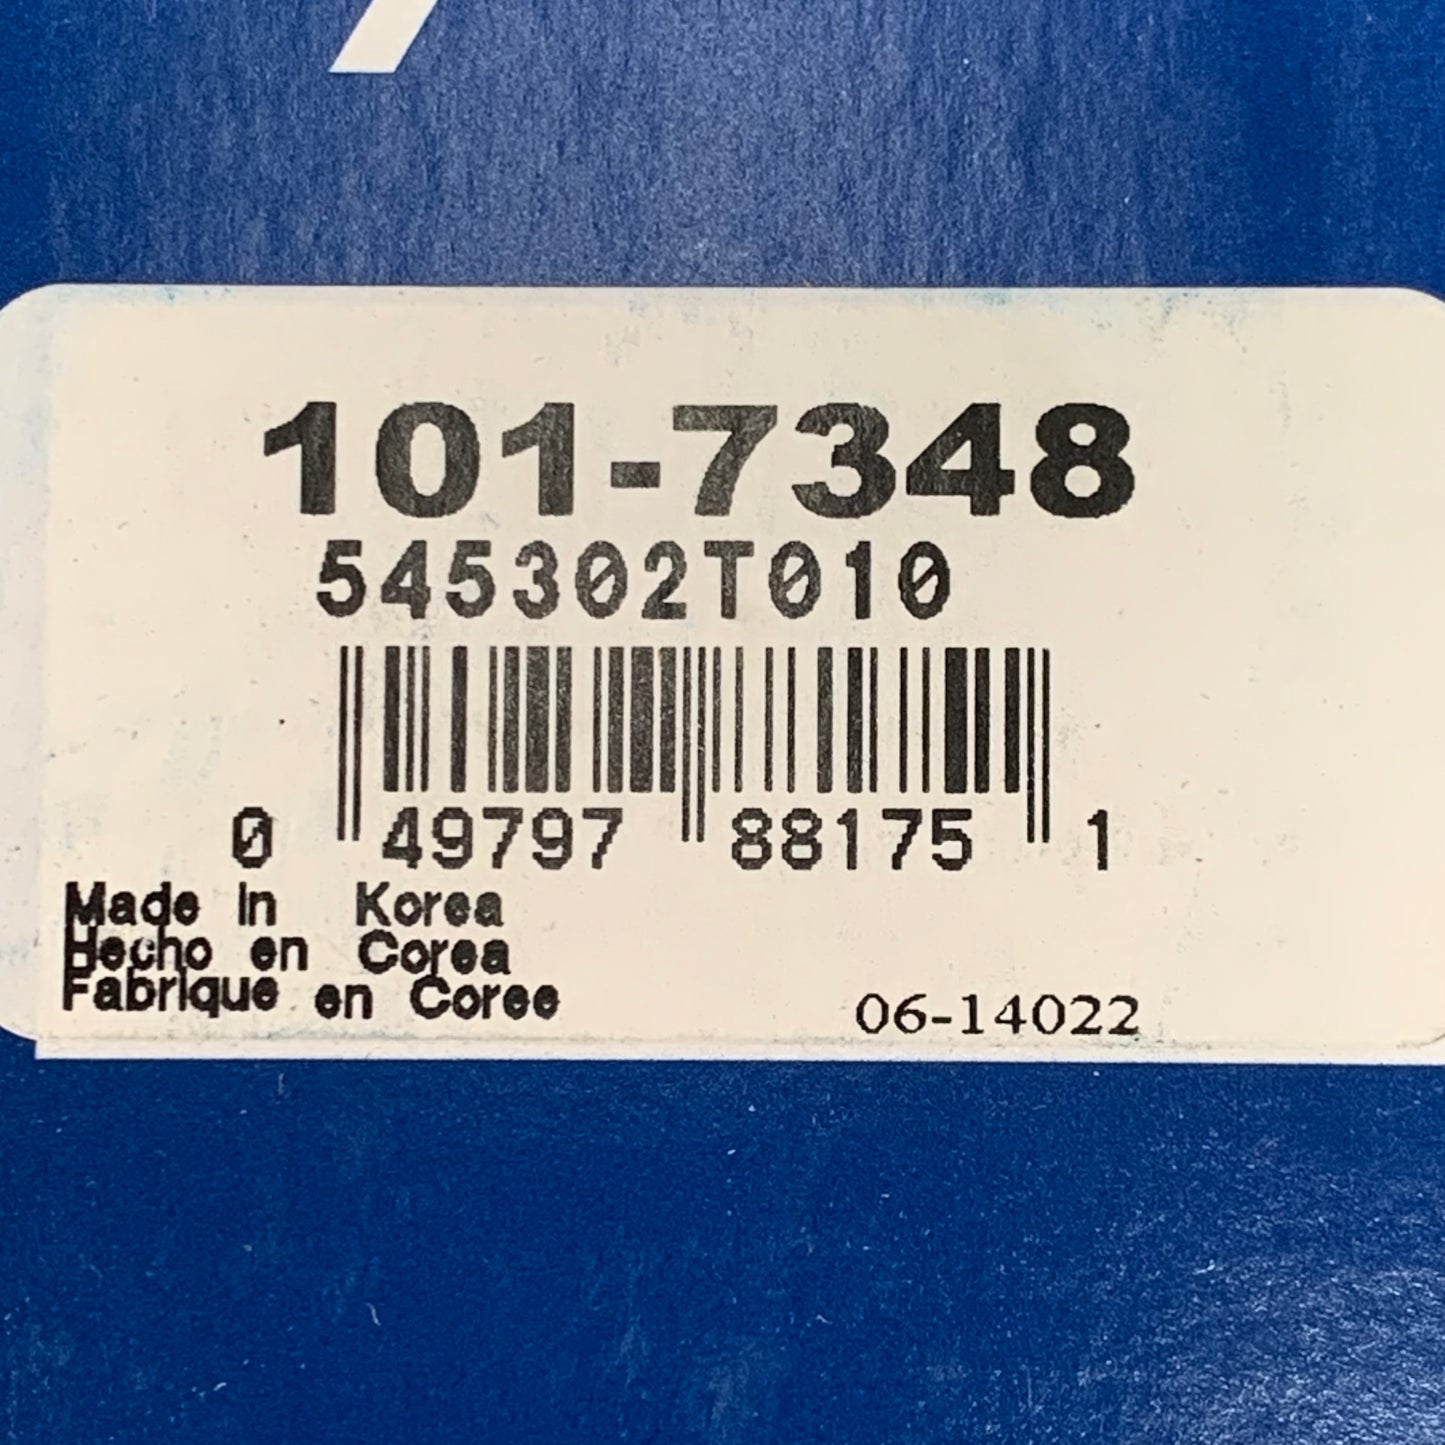 101-7348
545302T010
0 49797 88175 1
Made In Korea
Hecho en Corea
Fabrique en Coree
06-14022